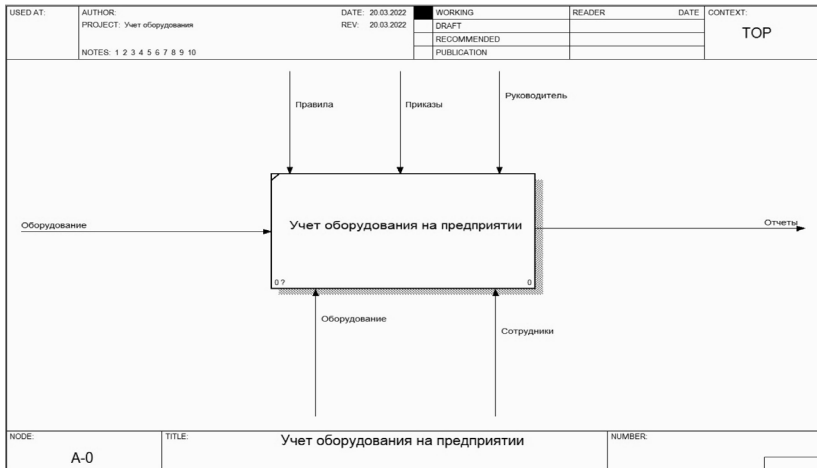 USED AT:
AUTHOR:
DATE: 20.03.2022
WORKING
READER
DATE
CONTEXT:
PROJECT: Учет оборудования
REV: 20.03.2022
DRAFT
TOP
RECOMMENDED
NOTES: 1 2 3 4 5 6 7 8 9 10
PUBLICATION
Правила
Приказы
Руководитель
Оборудование
Учет оборудования на предприятии
Отчеты
0 ?
0
Оборудование
Сотрудники
NODE:
TITLE:
NUMBER:
A-0
Учет оборудования на предприятии